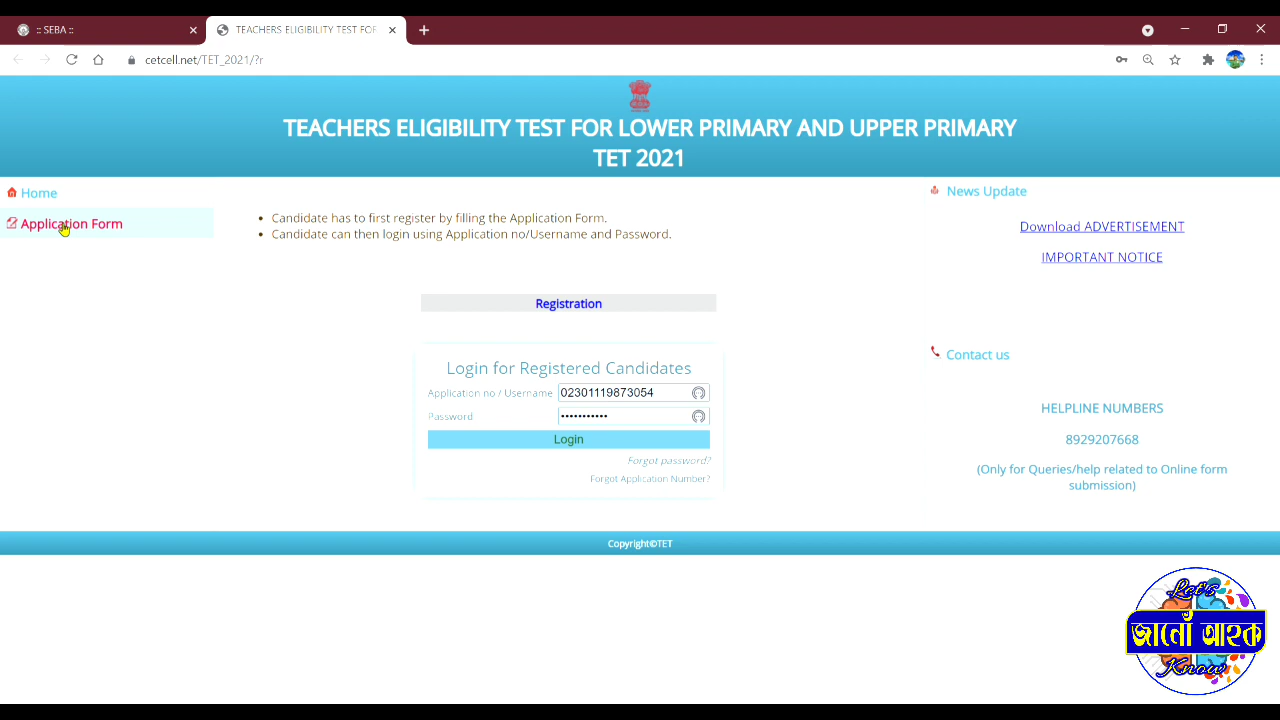 :: SEBA ::
TEACHERS ELIGIBILITY TEST FOR
cetcell.net/TET_2021/?r
TEACHERS ELIGIBILITY TEST FOR LOWER PRIMARY AND UPPER PRIMARY
TET 2021
Home
Application Form
Candidate has to first register by filling the Application Form.
Candidate can then login using Application no/Username and Password.
Registration
Login for Registered Candidates
Application no / Username 02301119873054
Password •••••••••••
Login
Forgot password?
Forgot Application Number?
News Update
Download ADVERTISEMENT
IMPORTANT NOTICE
Contact us
HELPLINE NUMBERS
8929207668
(Only for Queries/help related to Online form
submission)
Copyright©TET
Let's
জানো আহক
Know